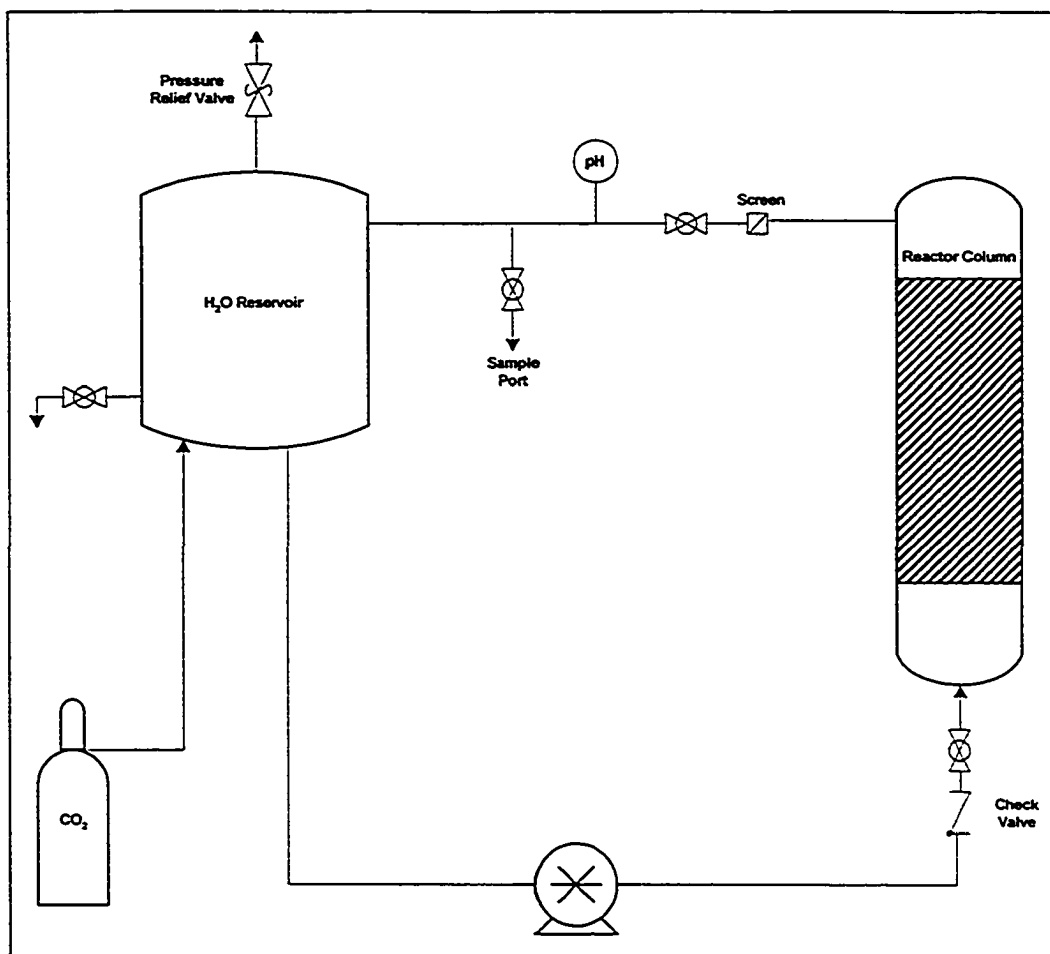 Pressure
Relief Valve
pH
Screen
Reactor Column
H₂O Reservoir
Sample
Port
CO₂
Check
Valve